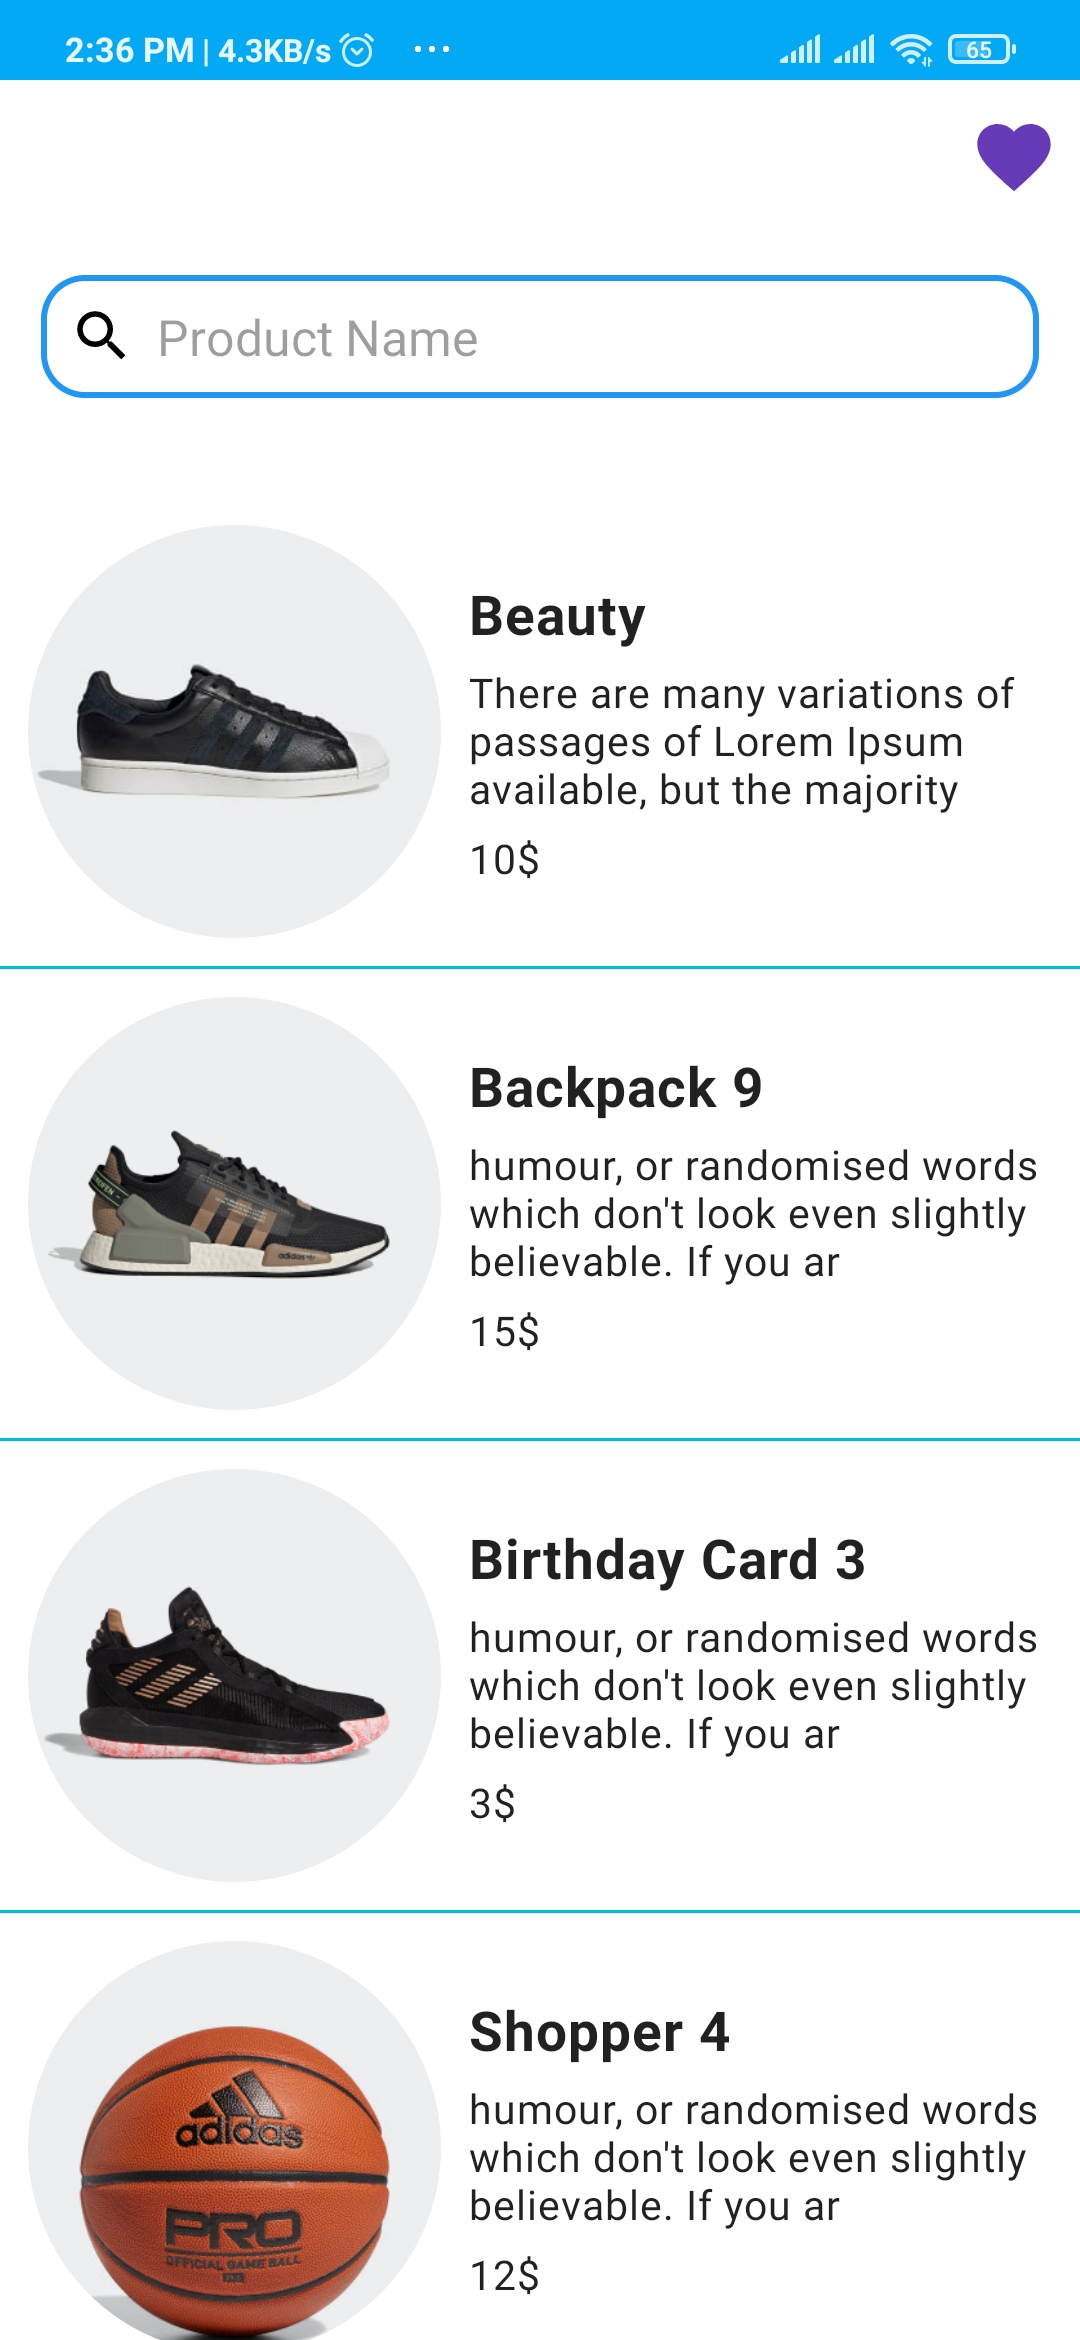 2:36 PM | 4.3KB/s ...
65
Product Name
Beauty
There are many variations of
passages of Lorem Ipsum
available, but the majority
10$
Backpack 9
humour, or randomised words
which don't look even slightly
believable. If you ar
15$
adidas
Birthday Card 3
humour, or randomised words
which don't look even slightly
believable. If you ar
3$
Shopper 4
humour, or randomised words
which don't look even slightly
believable. If you ar
12$
adidas
PRO
OFFICIAL GAME BALL